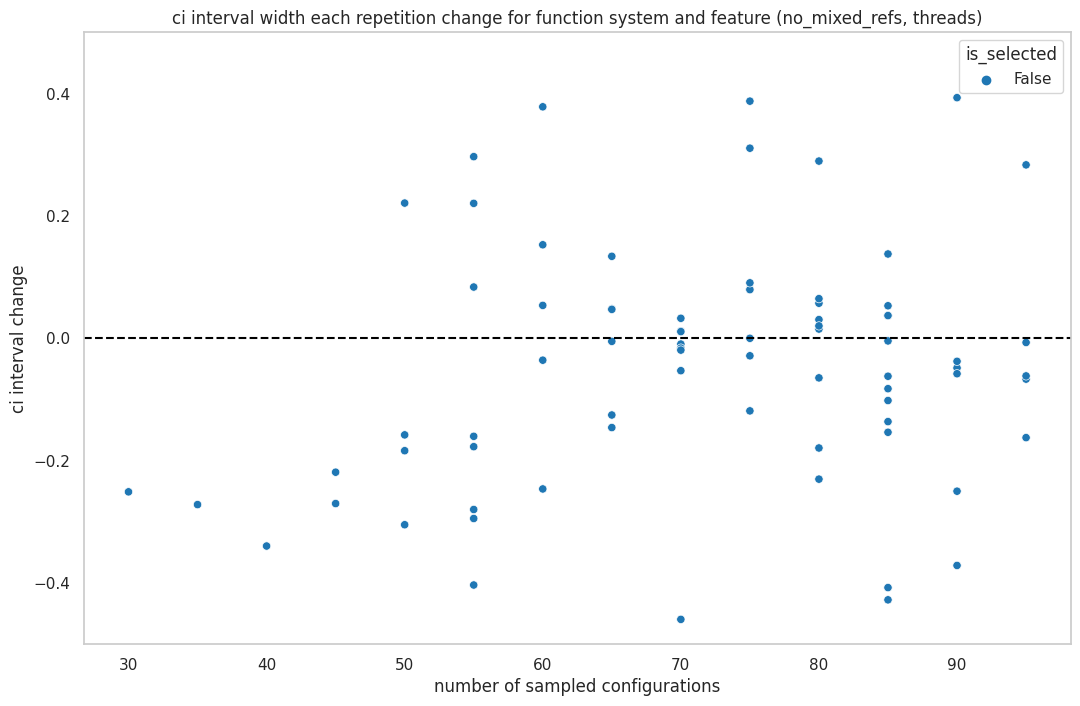 ci interval width each repetition change for function system and feature (no_mixed_refs, threads)
is_selected
False
ci interval change
0.4
0.2
0.0
−0.2
−0.4
30 40 50 60 70 80 90
number of sampled configurations